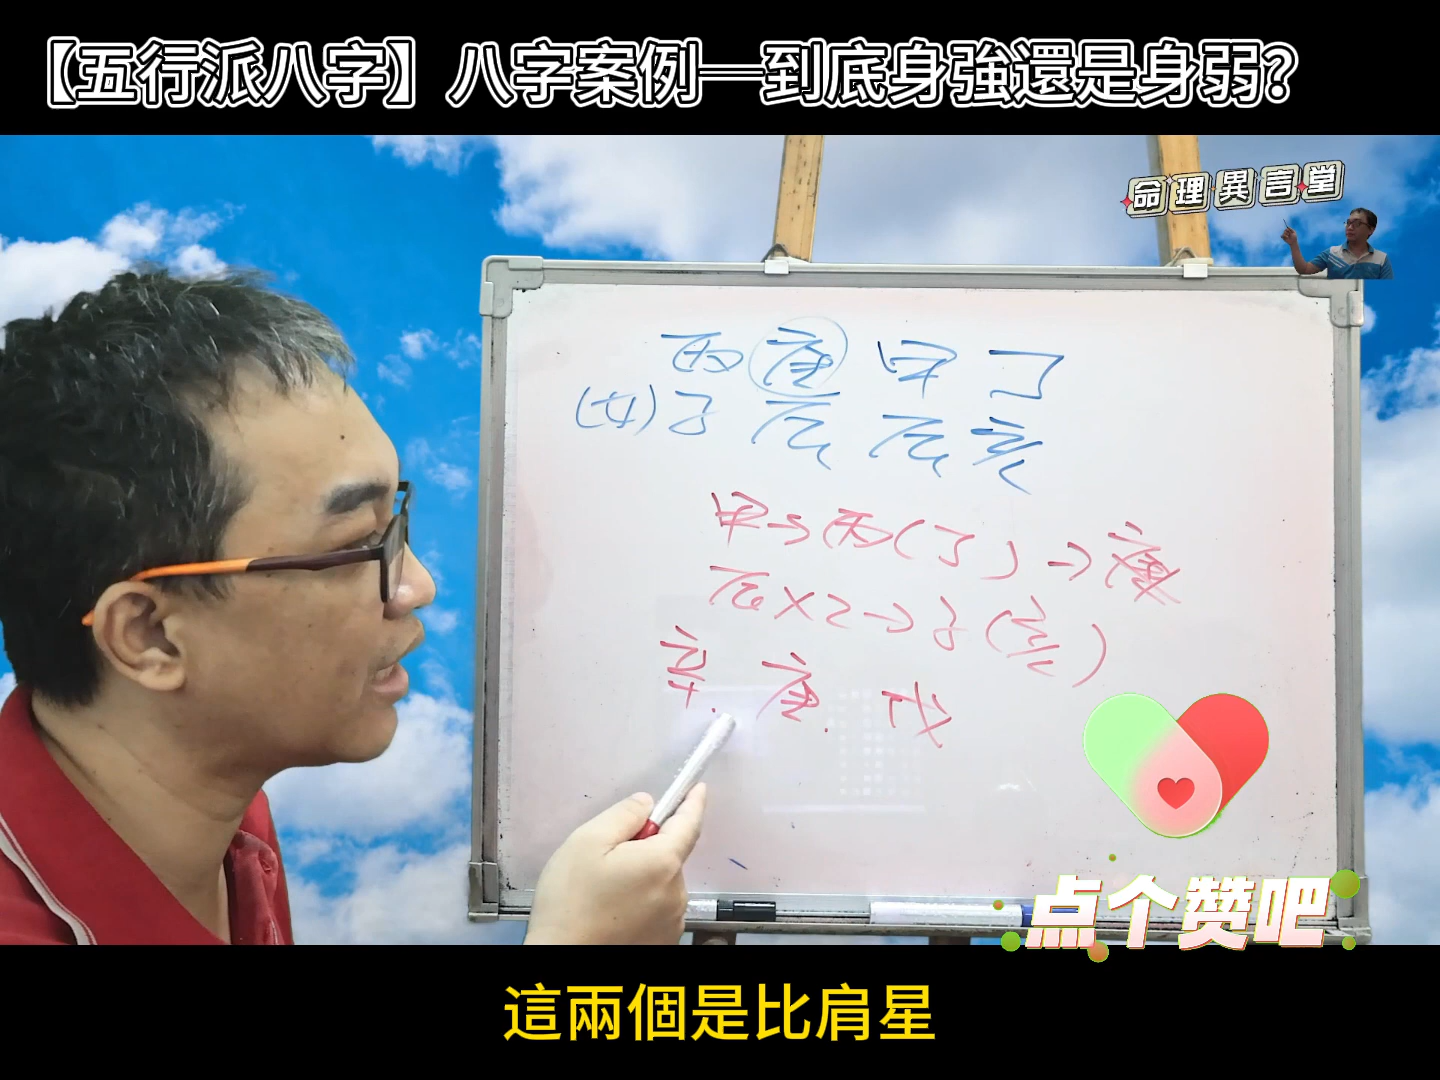 【五行派八字】八字案例—到底身強還是身弱?
命理異言堂
丙 庚 甲 丁
(女) 子 辰 辰 亥
甲→丙(丁)→庚
辰×2→子(亥)
辛. 庚. 戊
点个赞吧
這兩個是比肩星